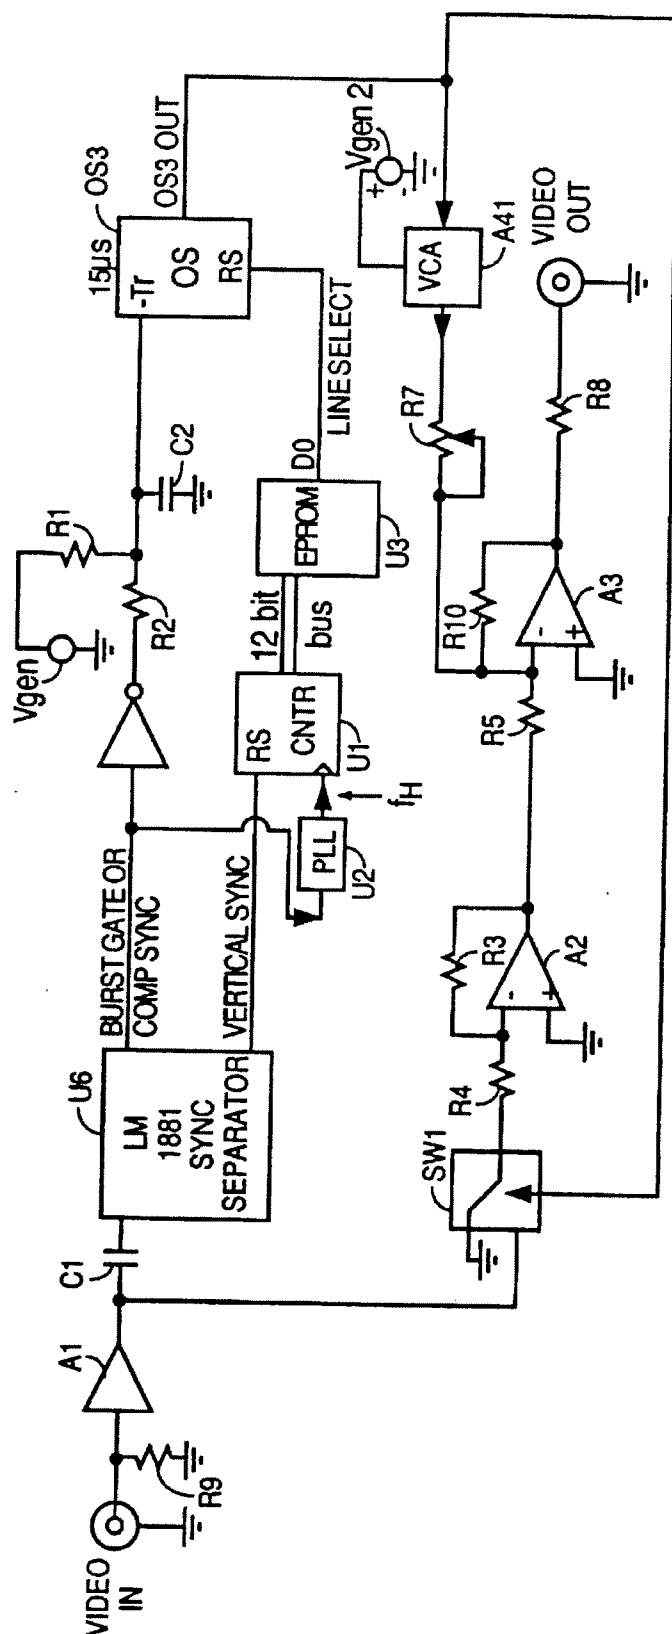 VIDEO
IN
R9
A1
C1
U6
LM
1881
SYNC
SEPARATOR
BURST GATE OR
COMP SYNC
VERTICAL SYNC
Vgen
R1
R2
C2
RS
CNTR
U1
PLL
U2
fH
12 bit
bus
EPROM
U3
D0
LINE SELECT
15µs
OS3
-Tr
OS
RS
OS3 OUT
SW1
R4
R3
-
+
A2
R5
R10
-
+
A3
R7
VCA
A41
Vgen 2
+
-
R8
VIDEO
OUT